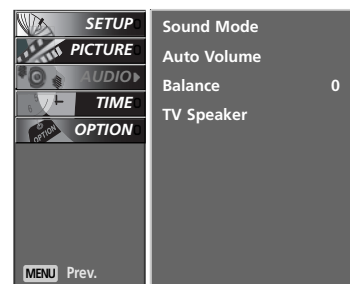 SETUP
PICTURE
AUDIO
TIME
OPTION
MENU Prev.
Sound Mode
Auto Volume
Balance 0
TV Speaker